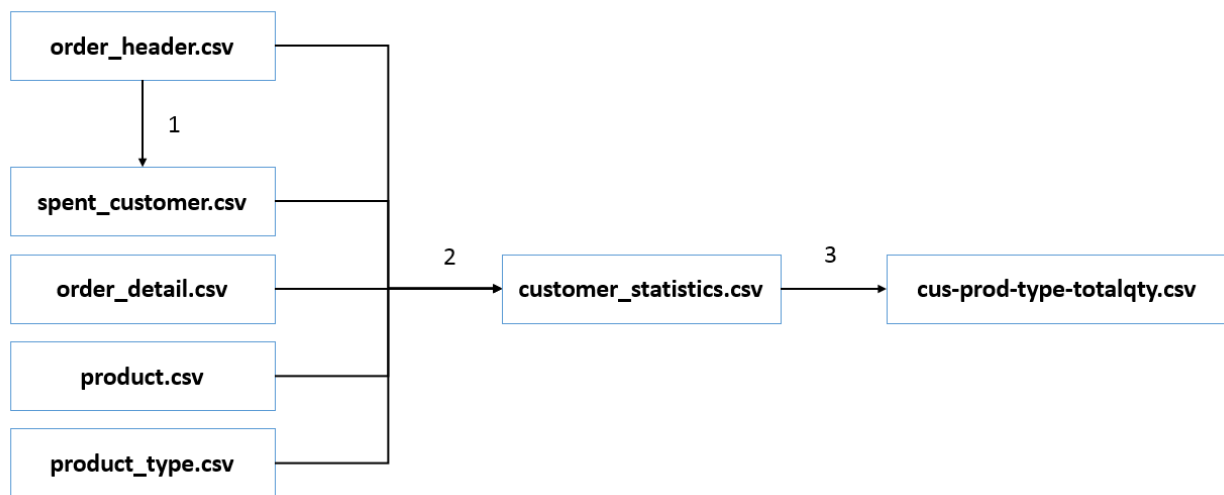 order_header.csv
1
spent_customer.csv
order_detail.csv
product.csv
product_type.csv
2
customer_statistics.csv
3
cus-prod-type-totalqty.csv